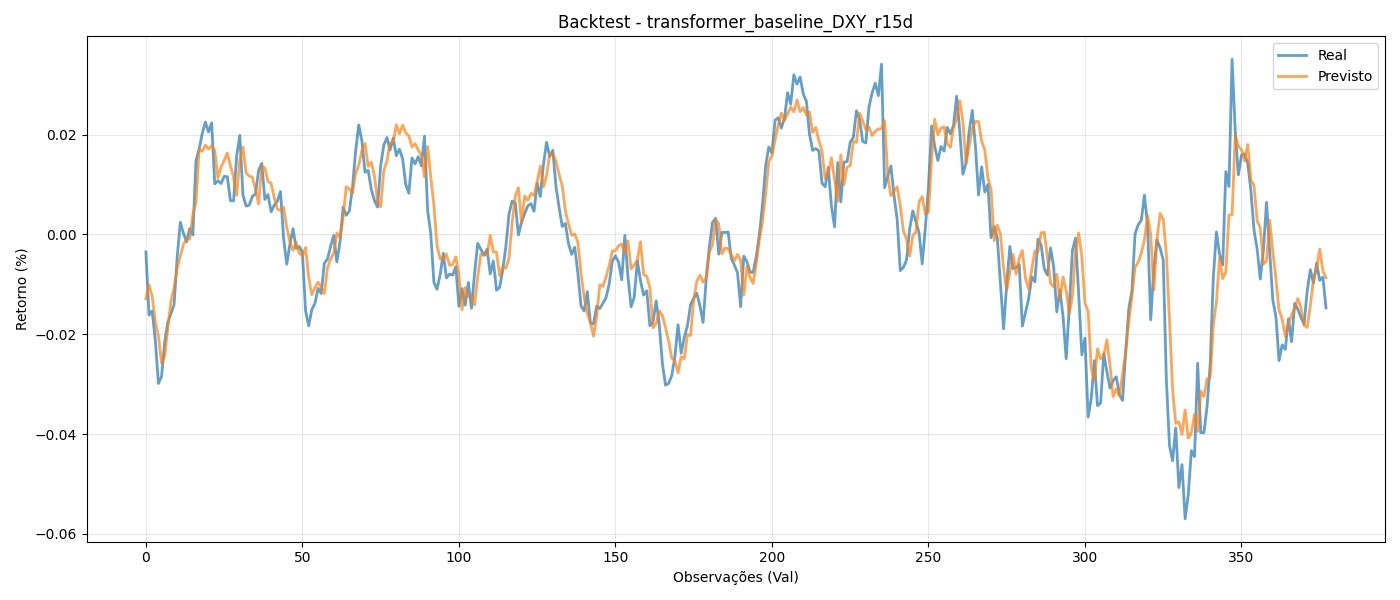 Backtest - transformer_baseline_DXY_r15d
Real
Previsto
Retorno (%)
0.02
0.00
−0.02
−0.04
−0.06
0 50 100 150 200 250 300 350
Observações (Val)